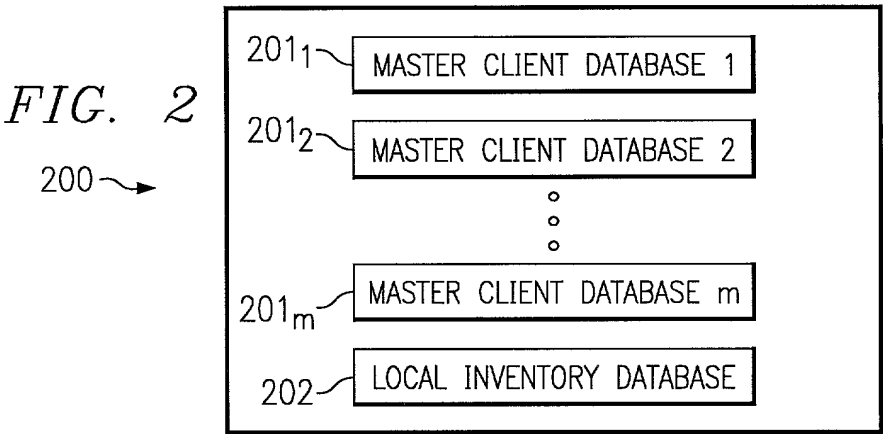 201₁ MASTER CLIENT DATABASE 1
FIG. 2
201₂ MASTER CLIENT DATABASE 2
200
201ₘ MASTER CLIENT DATABASE m
202 LOCAL INVENTORY DATABASE